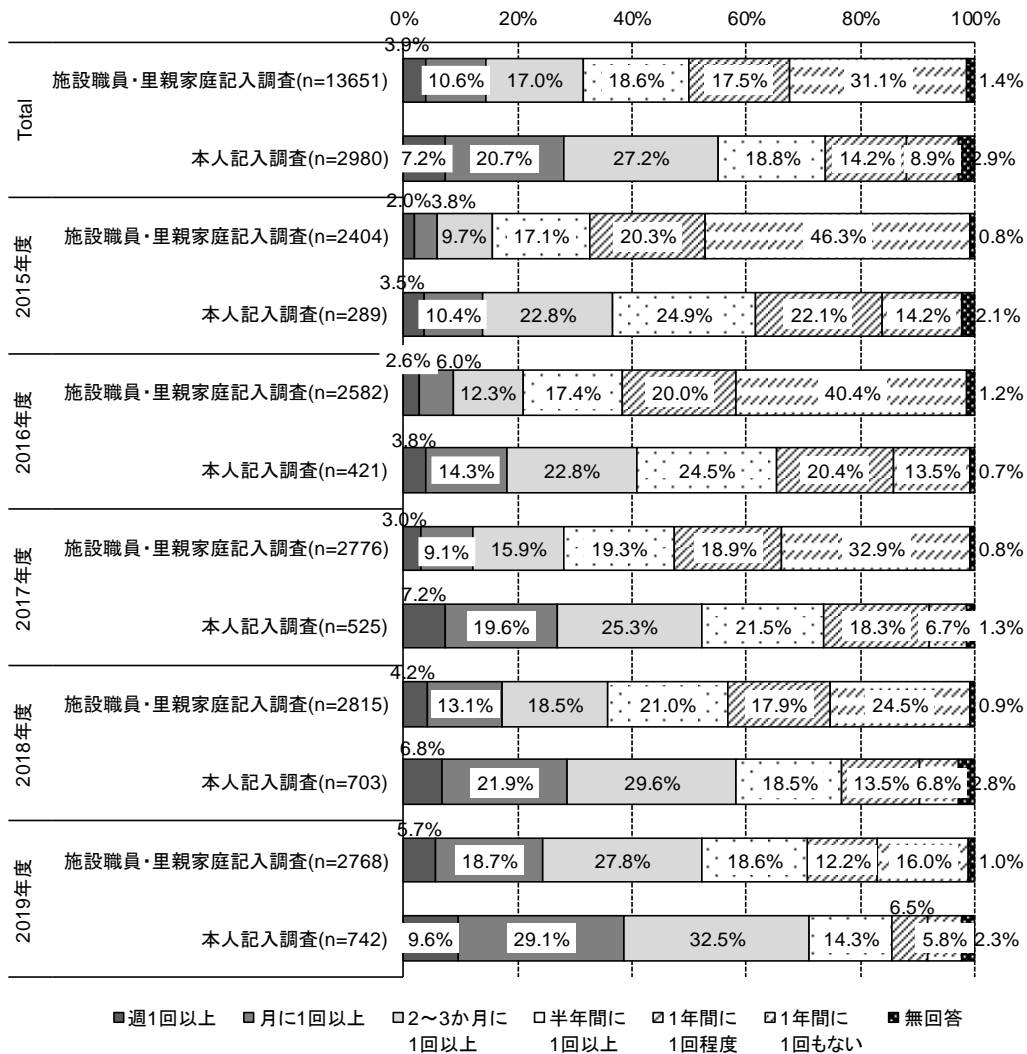 0% 20% 40% 60% 80% 100%
Total
3.9%
施設職員・里親家庭記入調査(n=13651) 10.6% 17.0% 18.6% 17.5% 31.1% 1.4%
本人記入調査(n=2980) 7.2% 20.7% 27.2% 18.8% 14.2% 8.9% 2.9%
2015年度
2.0% 3.8%
施設職員・里親家庭記入調査(n=2404) 9.7% 17.1% 20.3% 46.3% 0.8%
3.5%
本人記入調査(n=289) 10.4% 22.8% 24.9% 22.1% 14.2% 2.1%
2016年度
2.6% 6.0%
施設職員・里親家庭記入調査(n=2582) 12.3% 17.4% 20.0% 40.4% 1.2%
3.8%
本人記入調査(n=421) 14.3% 22.8% 24.5% 20.4% 13.5% 0.7%
2017年度
3.0%
施設職員・里親家庭記入調査(n=2776) 9.1% 15.9% 19.3% 18.9% 32.9% 0.8%
7.2%
本人記入調査(n=525) 19.6% 25.3% 21.5% 18.3% 6.7% 1.3%
2018年度
4.2%
施設職員・里親家庭記入調査(n=2815) 13.1% 18.5% 21.0% 17.9% 24.5% 0.9%
6.8%
本人記入調査(n=703) 21.9% 29.6% 18.5% 13.5% 6.8% 2.8%
2019年度
5.7%
施設職員・里親家庭記入調査(n=2768) 18.7% 27.8% 18.6% 12.2% 16.0% 1.0%
6.5%
本人記入調査(n=742) 9.6% 29.1% 32.5% 14.3% 5.8% 2.3%
週1回以上 月に1回以上 2～3か月に 半年間に 1年間に 1年間に 無回答
1回以上 1回以上 1回程度 1回もない